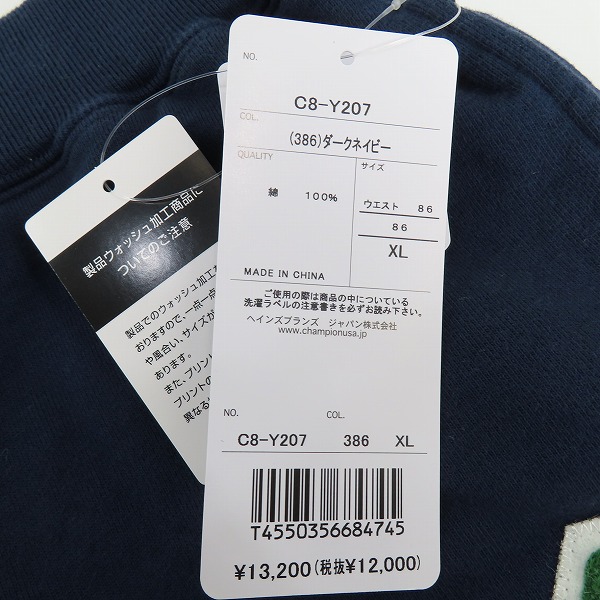 NO.
C8-Y207
COL.
(386)ダークネイビー
QUALITY
サイズ
綿 100%
ウエスト 86
86
XL
MADE IN CHINA
ご使用の際は商品の中についている
洗濯ラベルの注意書きを必ずお読み下さい。
ヘインズブランズ ジャパン株式会社
www.championusa.jp
NO. COL.
C8-Y207 386 XL
T4550356684745
¥13,200(税抜¥12,000)
製品ウォッシュ加工商品に
ついてのご注意
製品でのウォッシュ加工
おりますので、一点一点
や風合い、サイズが
あります。
また、プリン
プリントの
異なる